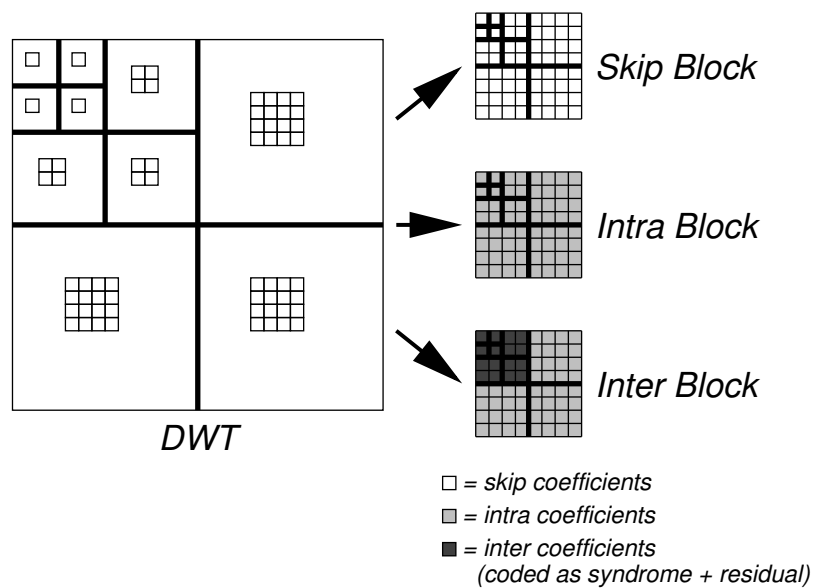 Skip Block
Intra Block
Inter Block
DWT
= skip coefficients
= intra coefficients
= inter coefficients
(coded as syndrome + residual)